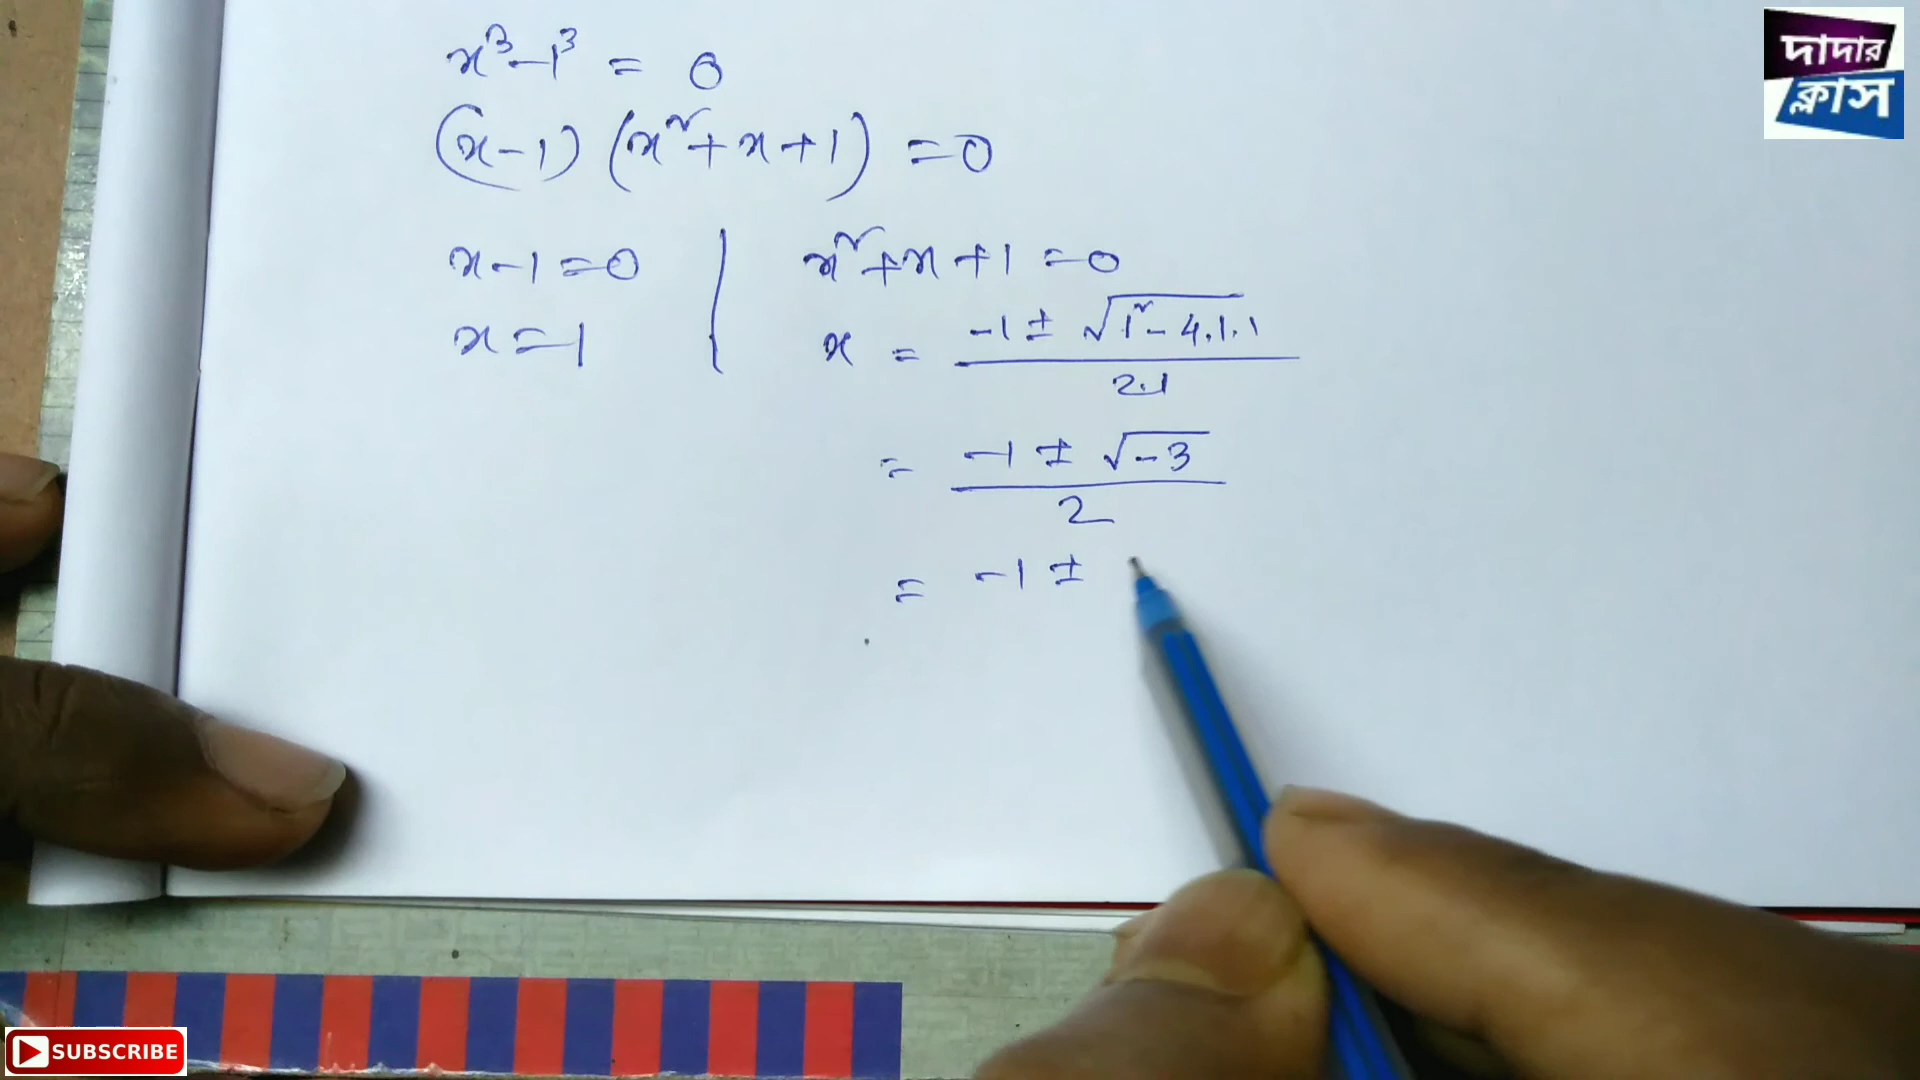 x³-1³ = 0
(x-1) (x²+x+1) =0
x-1=0
x=1
x²+x+1=0
x = (-1 ± √(1²-4.1.1))/2.1
= (-1 ± √-3)/2
= -1 ±
দাদার
ক্লাস
SUBSCRIBE